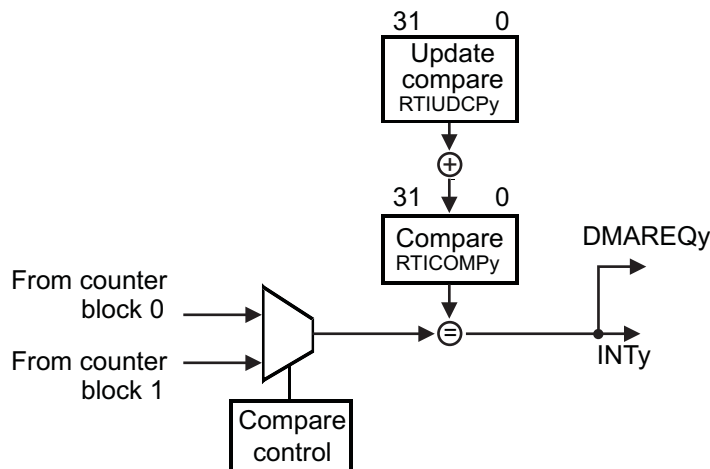 31 0
Update
compare
RTIUDCPy
+
31 0
Compare
RTICOMPy
DMAREQy
From counter
block 0
=
INTy
From counter
block 1
Compare
control